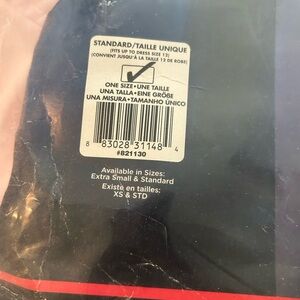 STANDARD/TAILLE UNIQUE
(FITS UP TO DRESS SIZE 12)
(CONVIENT JUSQU'À LA TAILLE 12 DE ROBE)
ONE SIZE•UNE TAILLE
UNA TALLA•EINE GRÖBE
UNA MISURA•TAMANHO ÚNICO
8 83028 31148 4
#821130
Available in Sizes:
Extra Small & Standard
Existe en tailles:
XS & STD